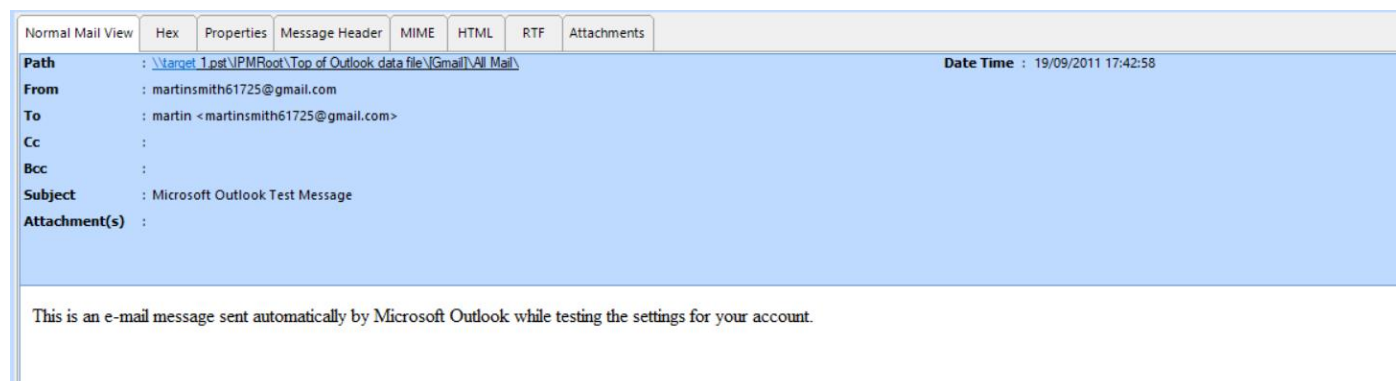 Normal Mail View Hex Properties Message Header MIME HTML RTF Attachments
Path : \\target 1.pst\IPMRoot\Top of Outlook data file\[Gmail]\All Mail\ Date Time : 19/09/2011 17:42:58
From : martinsmith61725@gmail.com
To : martin <martinsmith61725@gmail.com>
Cc :
Bcc :
Subject : Microsoft Outlook Test Message
Attachment(s) :
This is an e-mail message sent automatically by Microsoft Outlook while testing the settings for your account.